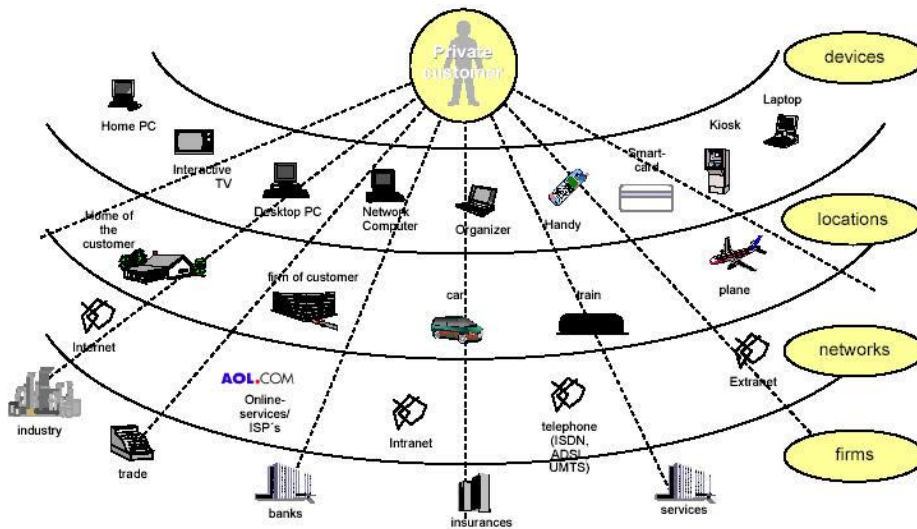 Private
customer
devices
Home PC
Laptop
Kiosk
Interactive
TV
Smart-
card
Desktop PC
Network
Computer
Organizer
Handy
locations
Home of
the
customer
firm of customer
car
train
plane
Internet
networks
AOL.COM
Online-
services/
ISP´s
Intranet
telephone
(ISDN,
ADSL,
UMTS)
Extranet
industry
trade
banks
insurances
services
firms